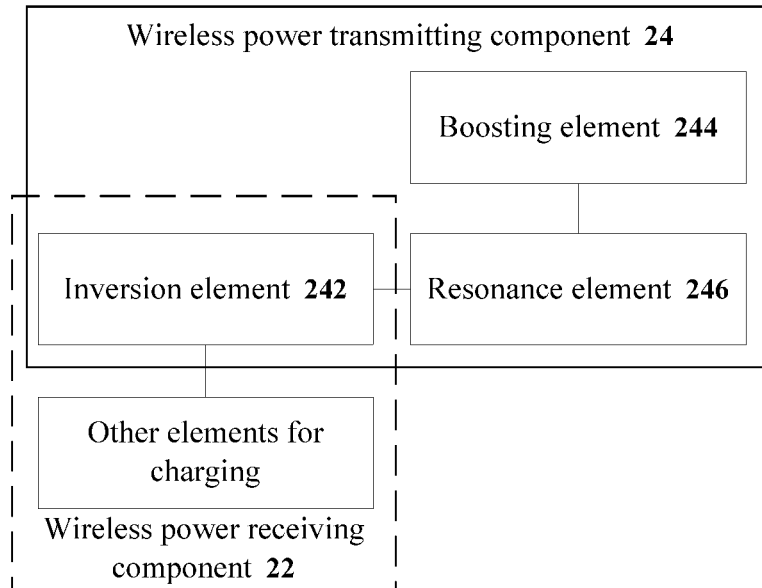 Wireless power transmitting component 24
Boosting element 244
Inversion element 242
Resonance element 246
Other elements for
charging
Wireless power receiving
component 22